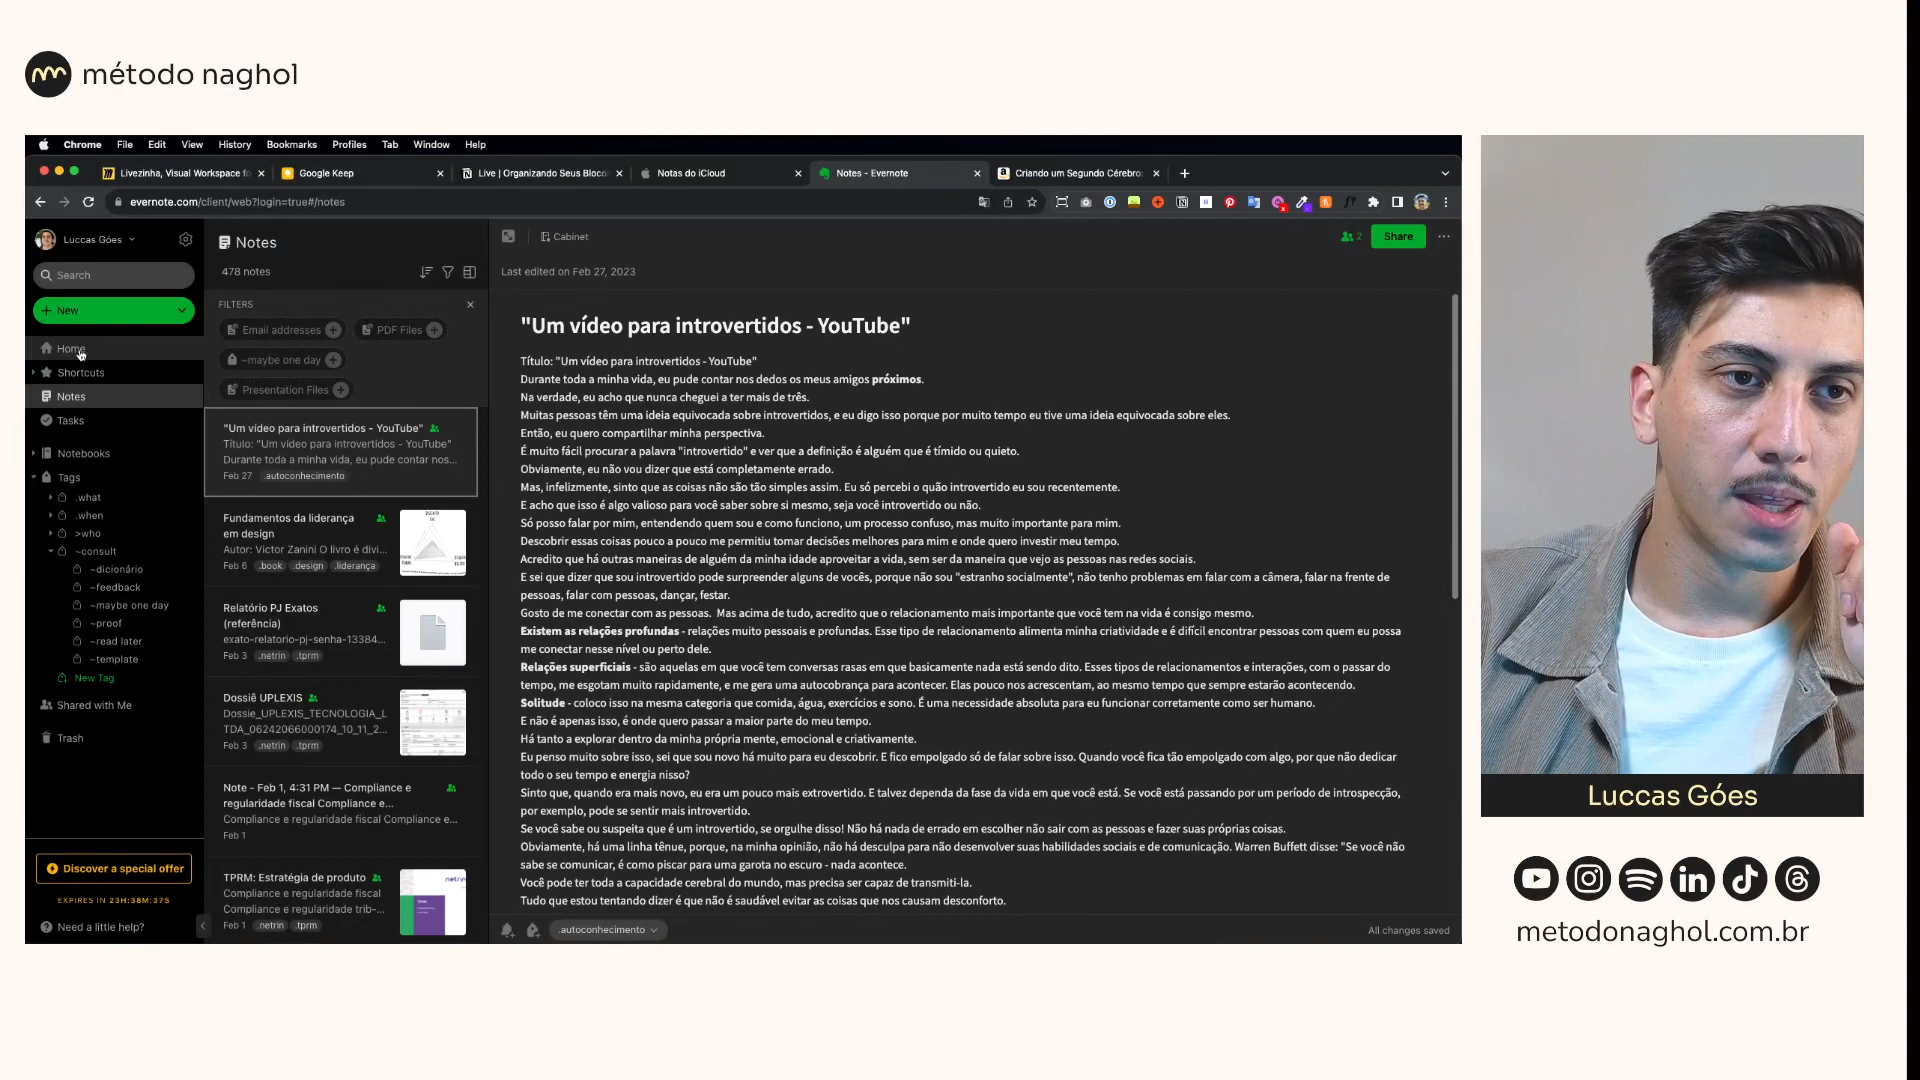 método naghol
Chrome File Edit View History Bookmarks Profiles Tab Window Help
Livezinha, Visual Workspace fo
Google Keep
Live | Organizando Seus Bloco
Notas do iCloud
Notes - Evernote
Criando um Segundo Cérebro:
evernote.com/client/web?login=true#/notes
Luccas Góes
Search
New
Home
Shortcuts
Notes
Tasks
Notebooks
Tags
.what
.when
>who
~consult
~dicionário
~feedback
~maybe one day
~proof
~read later
~template
New Tag
Shared with Me
Trash
Discover a special offer
EXPIRES IN 23H:38M:37S
Need a little help?
Notes
478 notes
FILTERS
Email addresses
PDF Files
~maybe one day
Presentation Files
"Um vídeo para introvertidos - YouTube"
Título: "Um vídeo para introvertidos - YouTube"
Durante toda a minha vida, eu pude contar nos...
Feb 27 .autoconhecimento
Fundamentos da liderança
em design
Autor: Victor Zanini O livro é divi...
Feb 6 .book .design .liderança
Relatório PJ Exatos
(referência)
exato-relatorio-pj-senha-13384...
Feb 3 .netrin .tprm
Dossiê UPLEXIS
Dossie_UPLEXIS_TECNOLOGIA_L
TDA_06242066000174_10_11_2...
Feb 3 .netrin .tprm
Note - Feb 1, 4:31 PM — Compliance e
regularidade fiscal Compliance e...
Compliance e regularidade fiscal Compliance e...
Feb 1
TPRM: Estratégia de produto
Compliance e regularidade fiscal
Compliance e regularidade trib-...
Feb 1 .netrin .tprm
Cabinet
2
Share
Last edited on Feb 27, 2023
"Um vídeo para introvertidos - YouTube"
Título: "Um vídeo para introvertidos - YouTube"
Durante toda a minha vida, eu pude contar nos dedos os meus amigos próximos.
Na verdade, eu acho que nunca cheguei a ter mais de três.
Muitas pessoas têm uma ideia equivocada sobre introvertidos, e eu digo isso porque por muito tempo eu tive uma ideia equivocada sobre eles.
Então, eu quero compartilhar minha perspectiva.
É muito fácil procurar a palavra "introvertido" e ver que a definição é alguém que é tímido ou quieto.
Obviamente, eu não vou dizer que está completamente errado.
Mas, infelizmente, sinto que as coisas não são tão simples assim. Eu só percebi o quão introvertido eu sou recentemente.
E acho que isso é algo valioso para você saber sobre si mesmo, seja você introvertido ou não.
Só posso falar por mim, entendendo quem sou e como funciono, um processo confuso, mas muito importante para mim.
Descobrir essas coisas pouco a pouco me permitiu tomar decisões melhores para mim e onde quero investir meu tempo.
Acredito que há outras maneiras de alguém da minha idade aproveitar a vida, sem ser da maneira que vejo as pessoas nas redes sociais.
E sei que dizer que sou introvertido pode surpreender alguns de vocês, porque não sou "estranho socialmente", não tenho problemas em falar com a câmera, falar na frente de
pessoas, falar com pessoas, dançar, festar.
Gosto de me conectar com as pessoas. Mas acima de tudo, acredito que o relacionamento mais importante que você tem na vida é consigo mesmo.
Existem as relações profundas - relações muito pessoais e profundas. Esse tipo de relacionamento alimenta minha criatividade e é difícil encontrar pessoas com quem eu possa
me conectar nesse nível ou perto dele.
Relações superficiais - são aquelas em que você tem conversas rasas em que basicamente nada está sendo dito. Esses tipos de relacionamentos e interações, com o passar do
tempo, me esgotam muito rapidamente, e me gera uma autocobrança para acontecer. Elas pouco nos acrescentam, ao mesmo tempo que sempre estarão acontecendo.
Solitude - coloco isso na mesma categoria que comida, água, exercícios e sono. É uma necessidade absoluta para eu funcionar corretamente como ser humano.
E não é apenas isso, é onde quero passar a maior parte do meu tempo.
Há tanto a explorar dentro da minha própria mente, emocional e criativamente.
Eu penso muito sobre isso, sei que sou novo há muito para eu descobrir. E fico empolgado só de falar sobre isso. Quando você fica tão empolgado com algo, por que não dedicar
todo o seu tempo e energia nisso?
Sinto que, quando era mais novo, eu era um pouco mais extrovertido. E talvez dependa da fase da vida em que você está. Se você está passando por um período de introspecção,
por exemplo, pode se sentir mais introvertido.
Se você sabe ou suspeita que é um introvertido, se orgulhe disso! Não há nada de errado em escolher não sair com as pessoas e fazer suas próprias coisas.
Obviamente, há uma linha tênue, porque, na minha opinião, não há desculpa para não desenvolver suas habilidades sociais e de comunicação. Warren Buffett disse: "Se você não
sabe se comunicar, é como piscar para uma garota no escuro - nada acontece.
Você pode ter toda a capacidade cerebral do mundo, mas precisa ser capaz de transmiti-la.
Tudo que estou tentando dizer é que não é saudável evitar as coisas que nos causam desconforto.
.autoconhecimento
All changes saved
Luccas Góes
metodonaghol.com.br